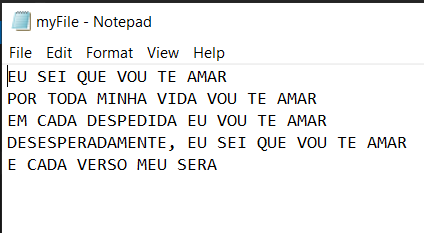 myFile - Notepad
File Edit Format View Help
EU SEI QUE VOU TE AMAR
POR TODA MINHA VIDA VOU TE AMAR
EM CADA DESPEDIDA EU VOU TE AMAR
DESESPERADAMENTE, EU SEI QUE VOU TE AMAR
E CADA VERSO MEU SERA